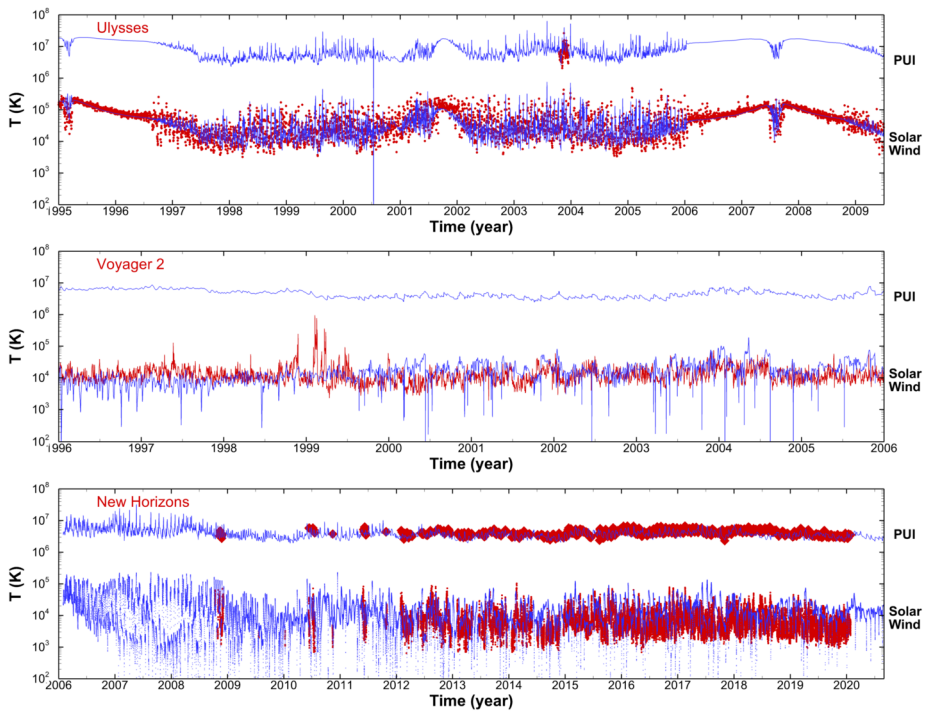 Ulysses
10⁸
10⁷
10⁶
10⁵
10⁴
10³
10²
T (K)
PUI
Solar
Wind
1995 1996 1997 1998 1999 2000 2001 2002 2003 2004 2005 2006 2007 2008 2009
Time (year)
Voyager 2
10⁸
10⁷
10⁶
10⁵
10⁴
10³
10²
T (K)
PUI
Solar
Wind
1996 1997 1998 1999 2000 2001 2002 2003 2004 2005 2006
Time (year)
New Horizons
10⁸
10⁷
10⁶
10⁵
10⁴
10³
10²
T (K)
PUI
Solar
Wind
2006 2007 2008 2009 2010 2011 2012 2013 2014 2015 2016 2017 2018 2019 2020
Time (year)